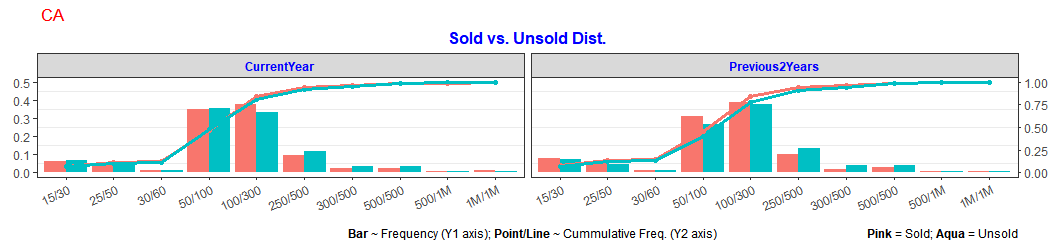 CA
Sold vs. Unsold Dist.
CurrentYear
Previous2Years
0.5
0.4
0.3
0.2
0.1
0.0
1.00
0.75
0.50
0.25
0.00
15/30 25/50 30/60 50/100 100/300 250/500 300/500 500/500 500/1M 1M/1M
15/30 25/50 30/60 50/100 100/300 250/500 300/500 500/500 500/1M 1M/1M
Bar ~ Frequency (Y1 axis); Point/Line ~ Cummulative Freq. (Y2 axis)
Pink = Sold; Aqua = Unsold